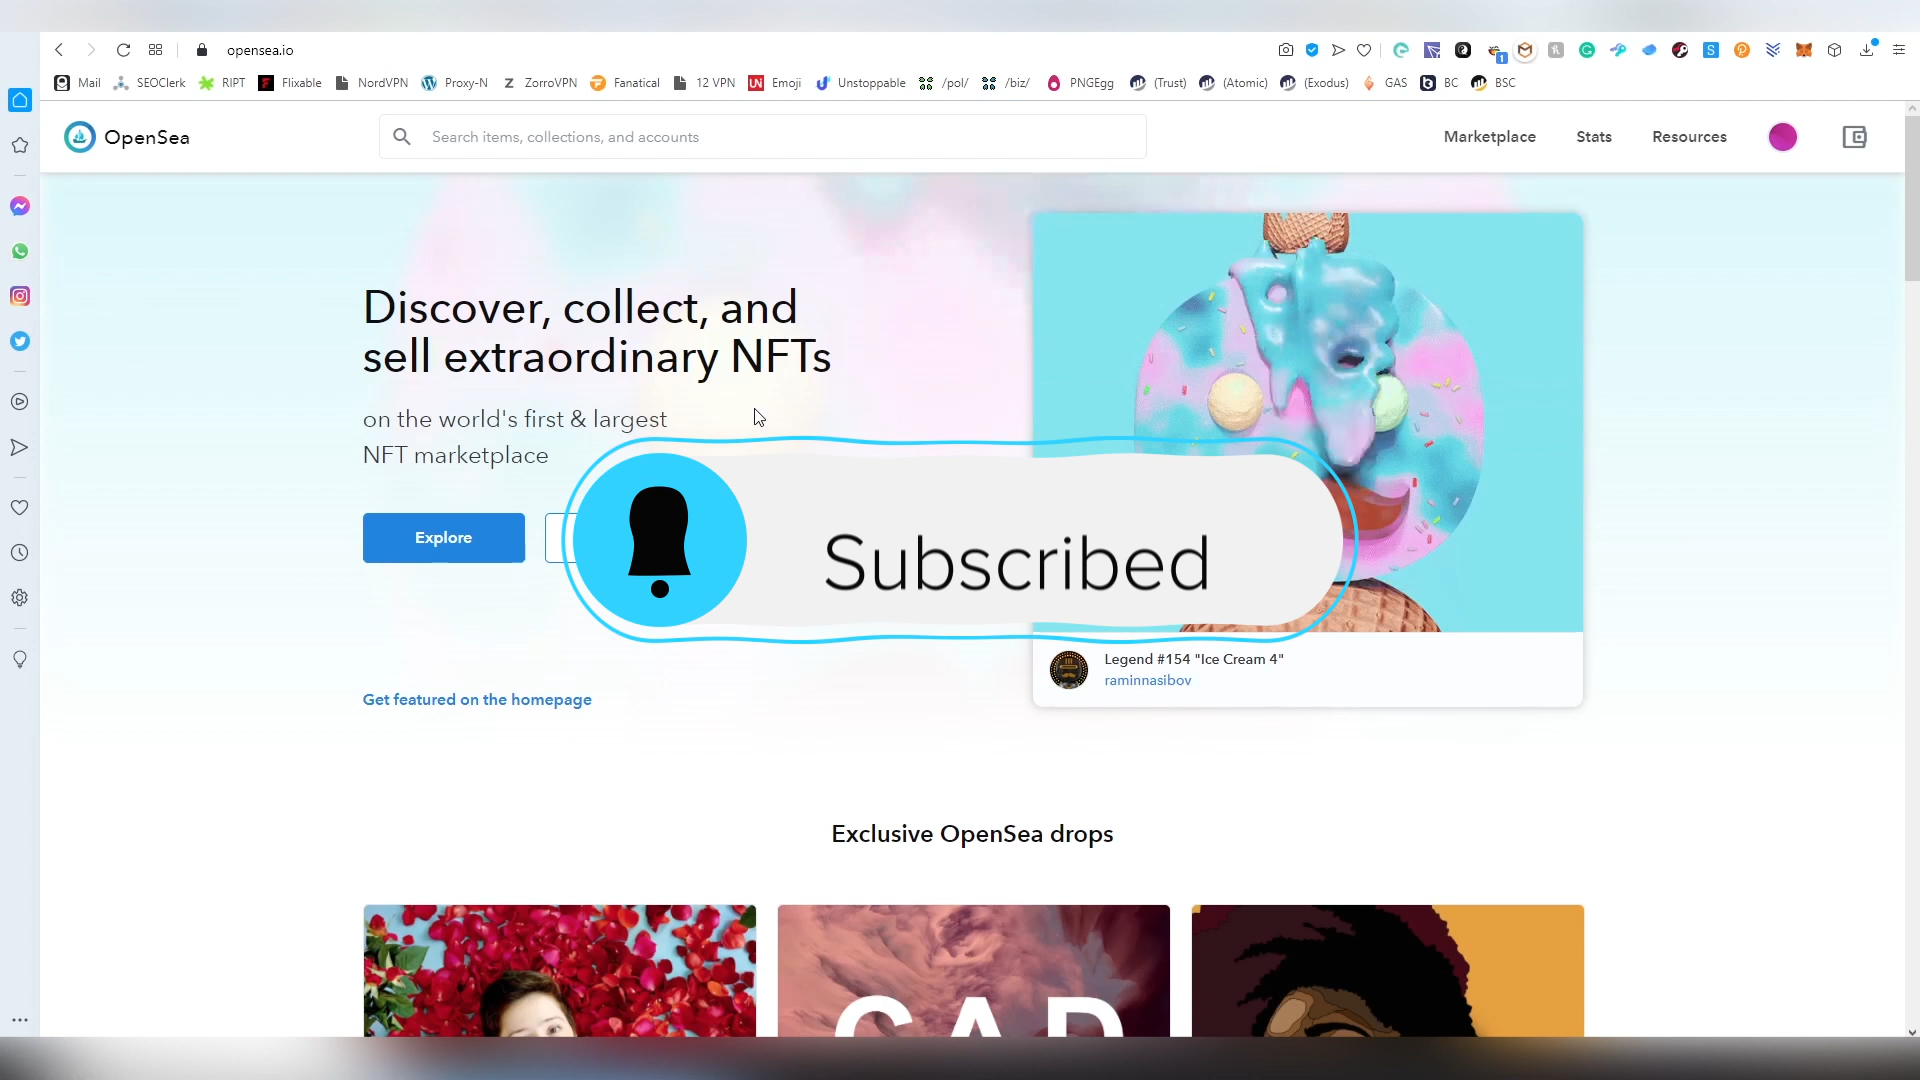 opensea.io
1
Mail SEOClerk RIPT Flixable NordVPN Proxy-N ZorroVPN Fanatical 12 VPN UN Emoji Unstoppable /pol/ /biz/ PNGEgg (Trust) (Atomic) (Exodus) GAS BC BSC
OpenSea
Search items, collections, and accounts
Marketplace Stats Resources
Discover, collect, and
sell extraordinary NFTs
on the world's first & largest
NFT marketplace
Explore
Subscribed
Legend #154 "Ice Cream 4"
raminnasibov
Get featured on the homepage
Exclusive OpenSea drops